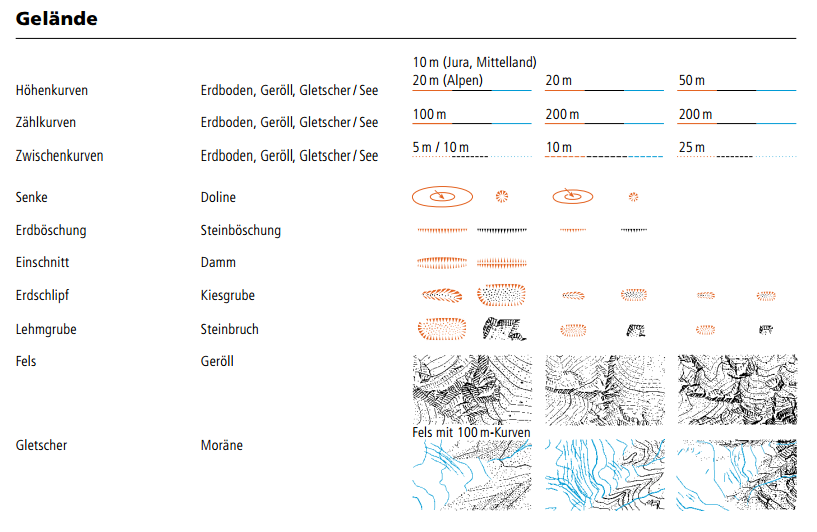 Gelände
10 m (Jura, Mittelland)
Höhenkurven Erdboden, Geröll, Gletscher / See 20 m (Alpen) 20 m 50 m
Zählkurven Erdboden, Geröll, Gletscher / See 100 m 200 m 200 m
Zwischenkurven Erdboden, Geröll, Gletscher / See 5 m / 10 m 10 m 25 m
Senke Doline
Erdböschung Steinböschung
Einschnitt Damm
Erdschlipf Kiesgrube
Lehmgrube Steinbruch
Fels Geröll
Fels mit 100 m-Kurven
Gletscher Moräne